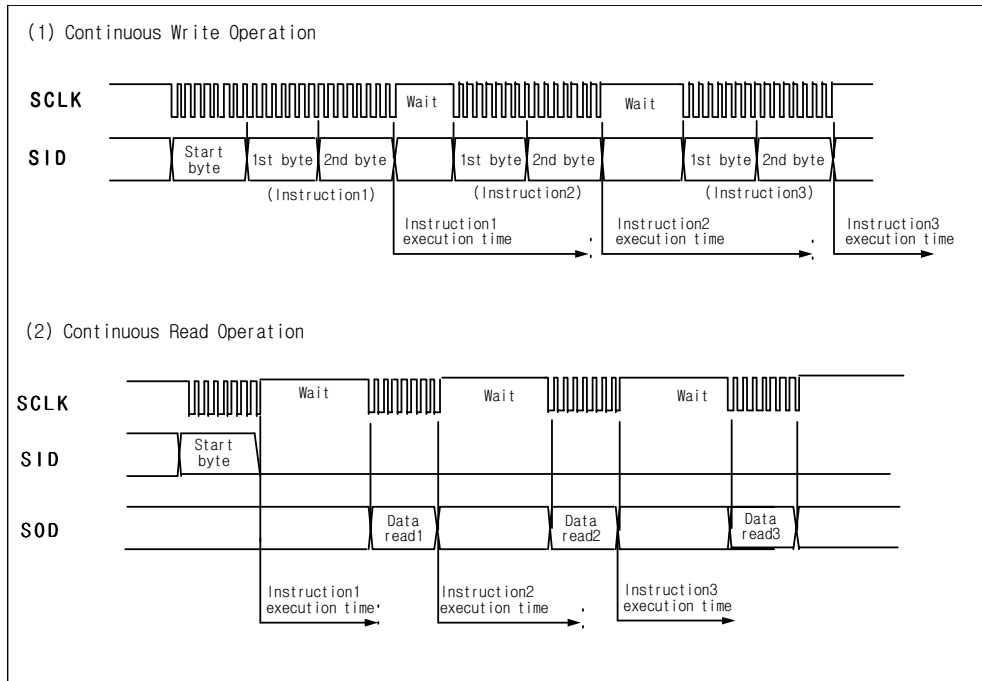 (1) Continuous Write Operation
SCLK
Wait
Wait
SID
Start
byte
1st byte
2nd byte
1st byte
2nd byte
1st byte
2nd byte
(Instruction1)
(Instruction2)
(Instruction3)
Instruction1
execution time
Instruction2
execution time
Instruction3
execution time
(2) Continuous Read Operation
SCLK
Wait
Wait
Wait
SID
Start
byte
SOD
Data
read1
Data
read2
Data
read3
Instruction1
execution time
Instruction2
execution time
Instruction3
execution time